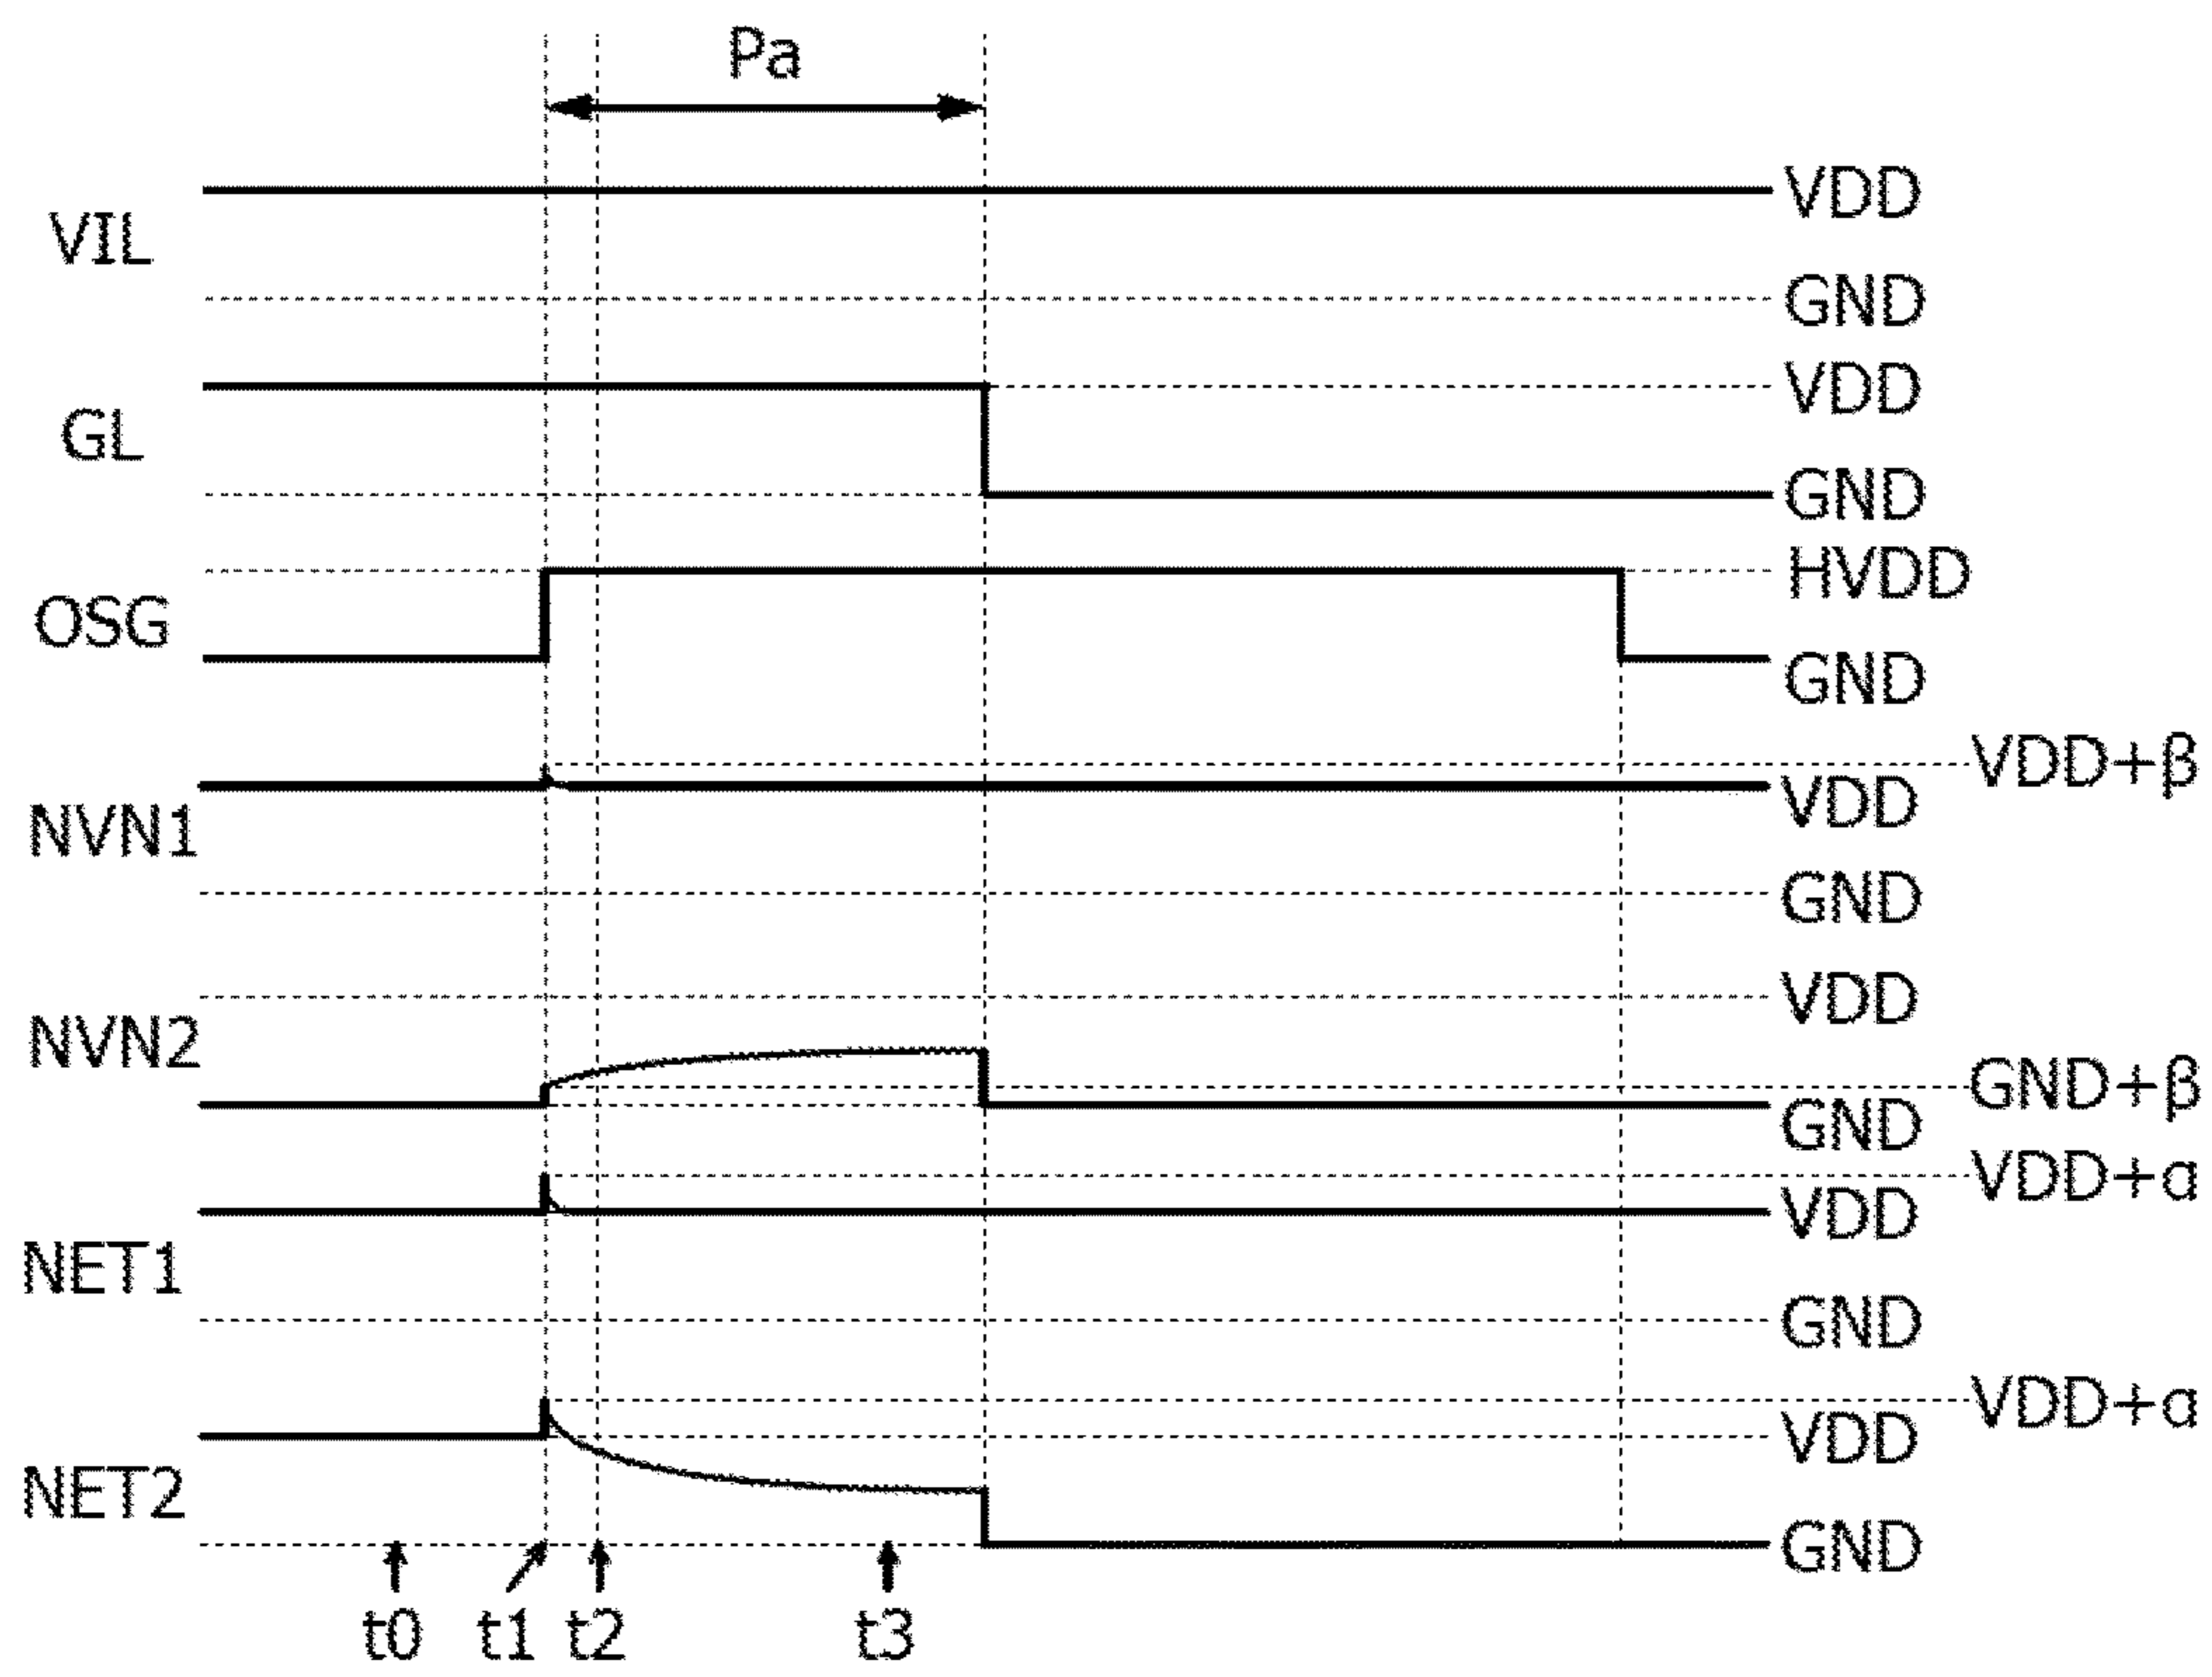 Pa
VIL
VDD
GND
GL
VDD
GND
OSG
HVDD
GND
NVN1
VDD+β
VDD
GND
NVN2
VDD
GND+β
GND
NET1
VDD+α
VDD
GND
NET2
VDD+α
VDD
GND
t0 t1 t2 t3